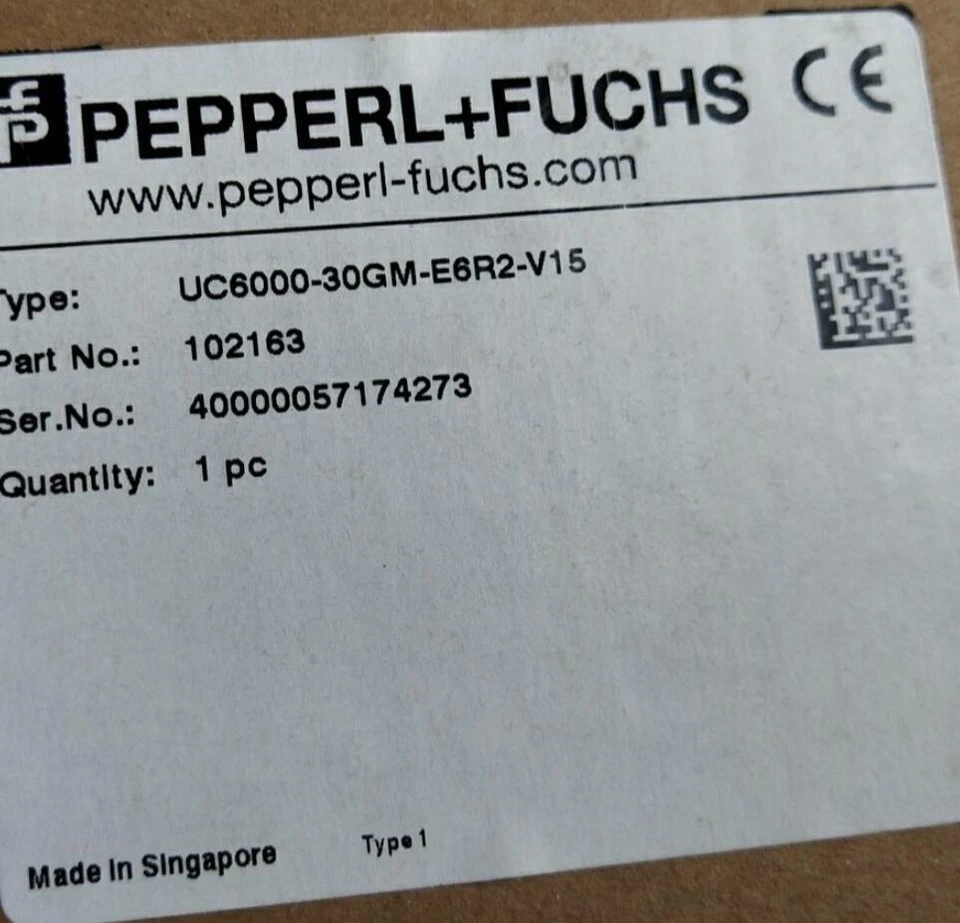 PEPPERL+FUCHS CE
www.pepperl-fuchs.com
Type: UC6000-30GM-E6R2-V15
Part No.: 102163
Ser.No.: 40000057174273
Quantity: 1 pc
Made in Singapore Type 1